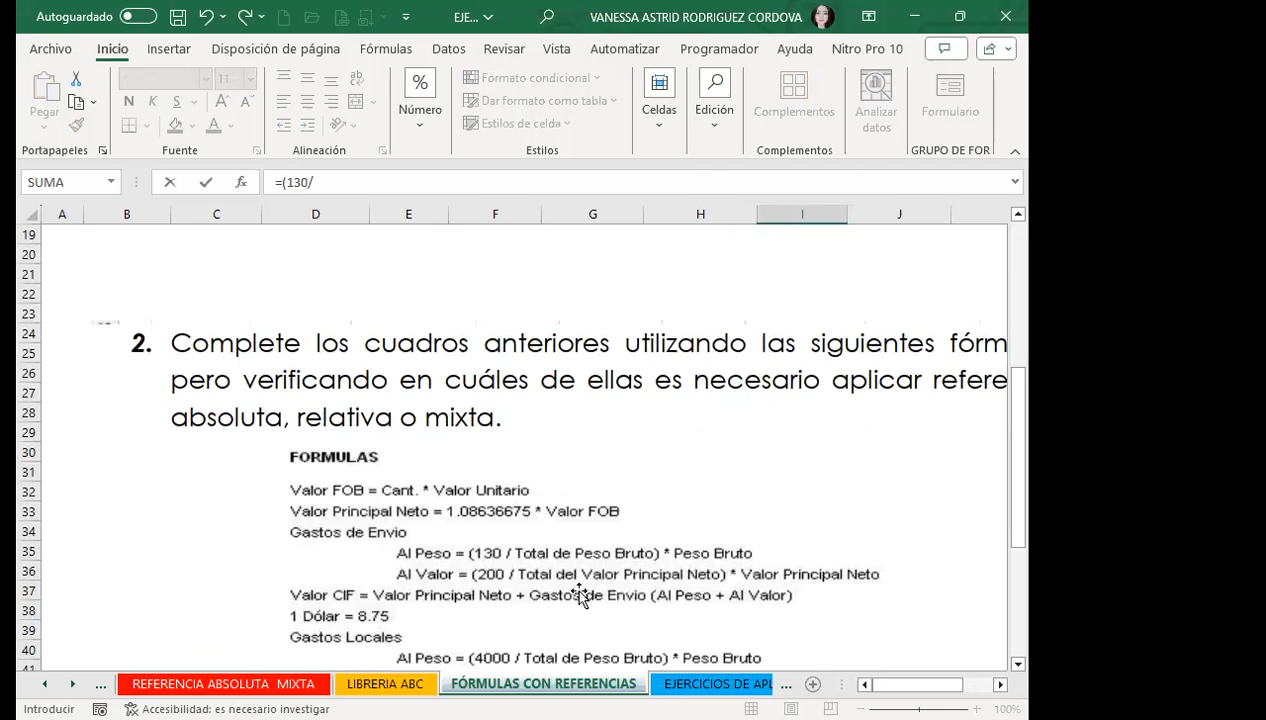 Autoguardado
EJE...
VANESSA ASTRID RODRIGUEZ CORDOVA
Archivo Inicio Insertar Disposición de página Fórmulas Datos Revisar Vista Automatizar Programador Ayuda Nitro Pro 10
Pegar
11
N K S
%
Número
Formato condicional
Dar formato como tabla
Estilos de celda
Celdas
Edición
Complementos
Analizar datos
Formulario
Portapapeles Fuente Alineación Estilos Complementos GRUPO DE FOR
SUMA fx =(130/
A B C D E F G H I J
19
20
21
22
23
24
25
26
27
28
29
30
31
32
33
34
35
36
37
38
39
40
41
2. Complete los cuadros anteriores utilizando las siguientes fórm
pero verificando en cuáles de ellas es necesario aplicar refere
absoluta, relativa o mixta.
FORMULAS
Valor FOB = Cant. * Valor Unitario
Valor Principal Neto = 1.08636675 * Valor FOB
Gastos de Envio
Al Peso = (130 / Total de Peso Bruto) * Peso Bruto
Al Valor = (200 / Total del Valor Principal Neto) * Valor Principal Neto
Valor CIF = Valor Principal Neto + Gastos de Envio (Al Peso + Al Valor)
1 Dólar = 8.75
Gastos Locales
Al Peso = (4000 / Total de Peso Bruto) * Peso Bruto
... REFERENCIA ABSOLUTA MIXTA LIBRERIA ABC FÓRMULAS CON REFERENCIAS EJERCICIOS DE APL ...
Introducir Accesibilidad: es necesario investigar 100%